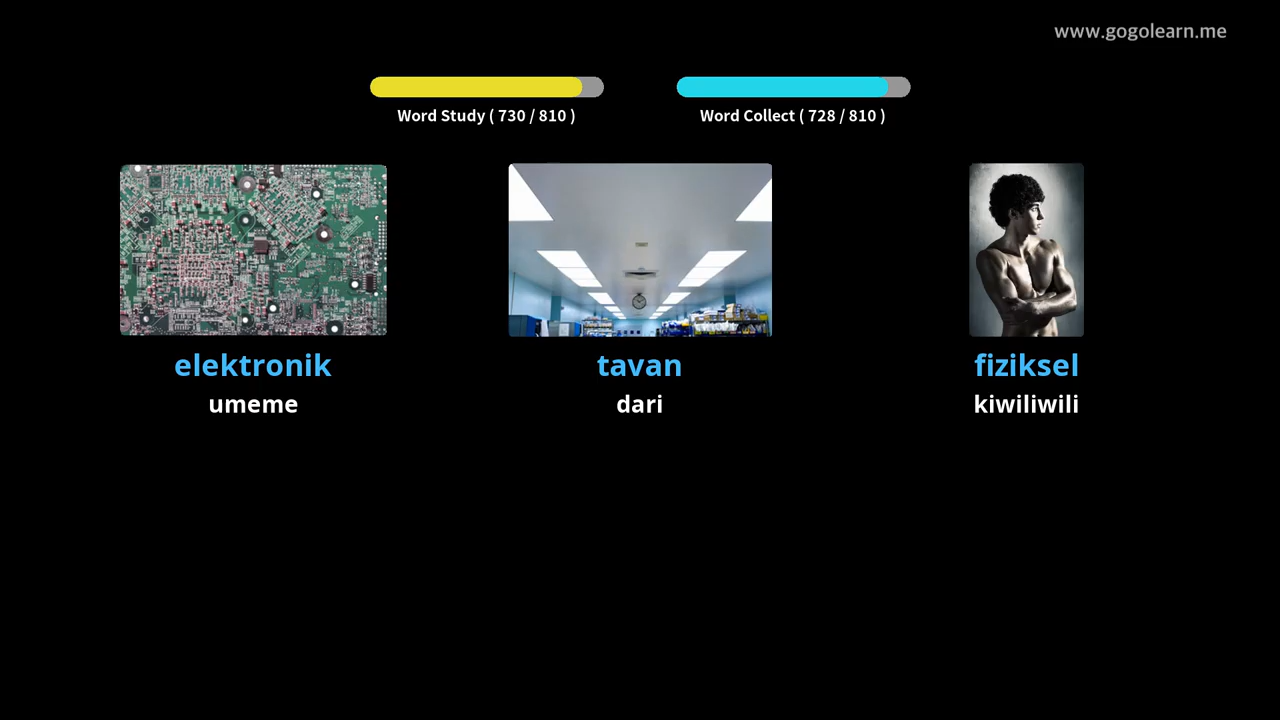 www.gogolearn.me
Word Study ( 730 / 810 )
Word Collect ( 728 / 810 )
elektronik
umeme
tavan
dari
fiziksel
kiwiliwili